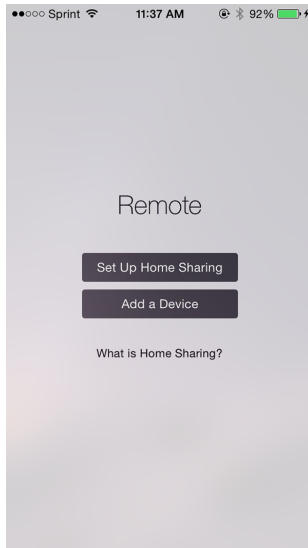 Sprint 11:37 AM 92%
Remote
Set Up Home Sharing
Add a Device
What is Home Sharing?